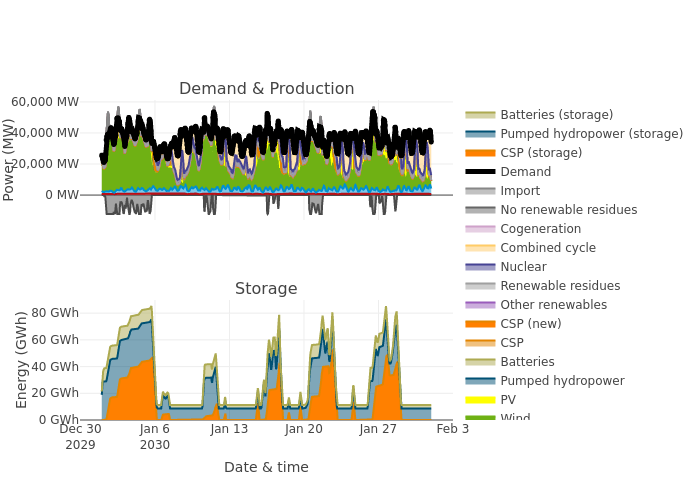 Demand & Production
60,000 MW
40,000 MW
20,000 MW
0 MW
Power (MW)
Storage
80 GWh
60 GWh
40 GWh
20 GWh
0 GWh
Energy (GWh)
Dec 30 Jan 6 Jan 13 Jan 20 Jan 27 Feb 3
2029 2030
Date & time
Batteries (storage)
Pumped hydropower (storage)
CSP (storage)
Demand
Import
No renewable residues
Cogeneration
Combined cycle
Nuclear
Renewable residues
Other renewables
CSP (new)
CSP
Batteries
Pumped hydropower
PV
Wind